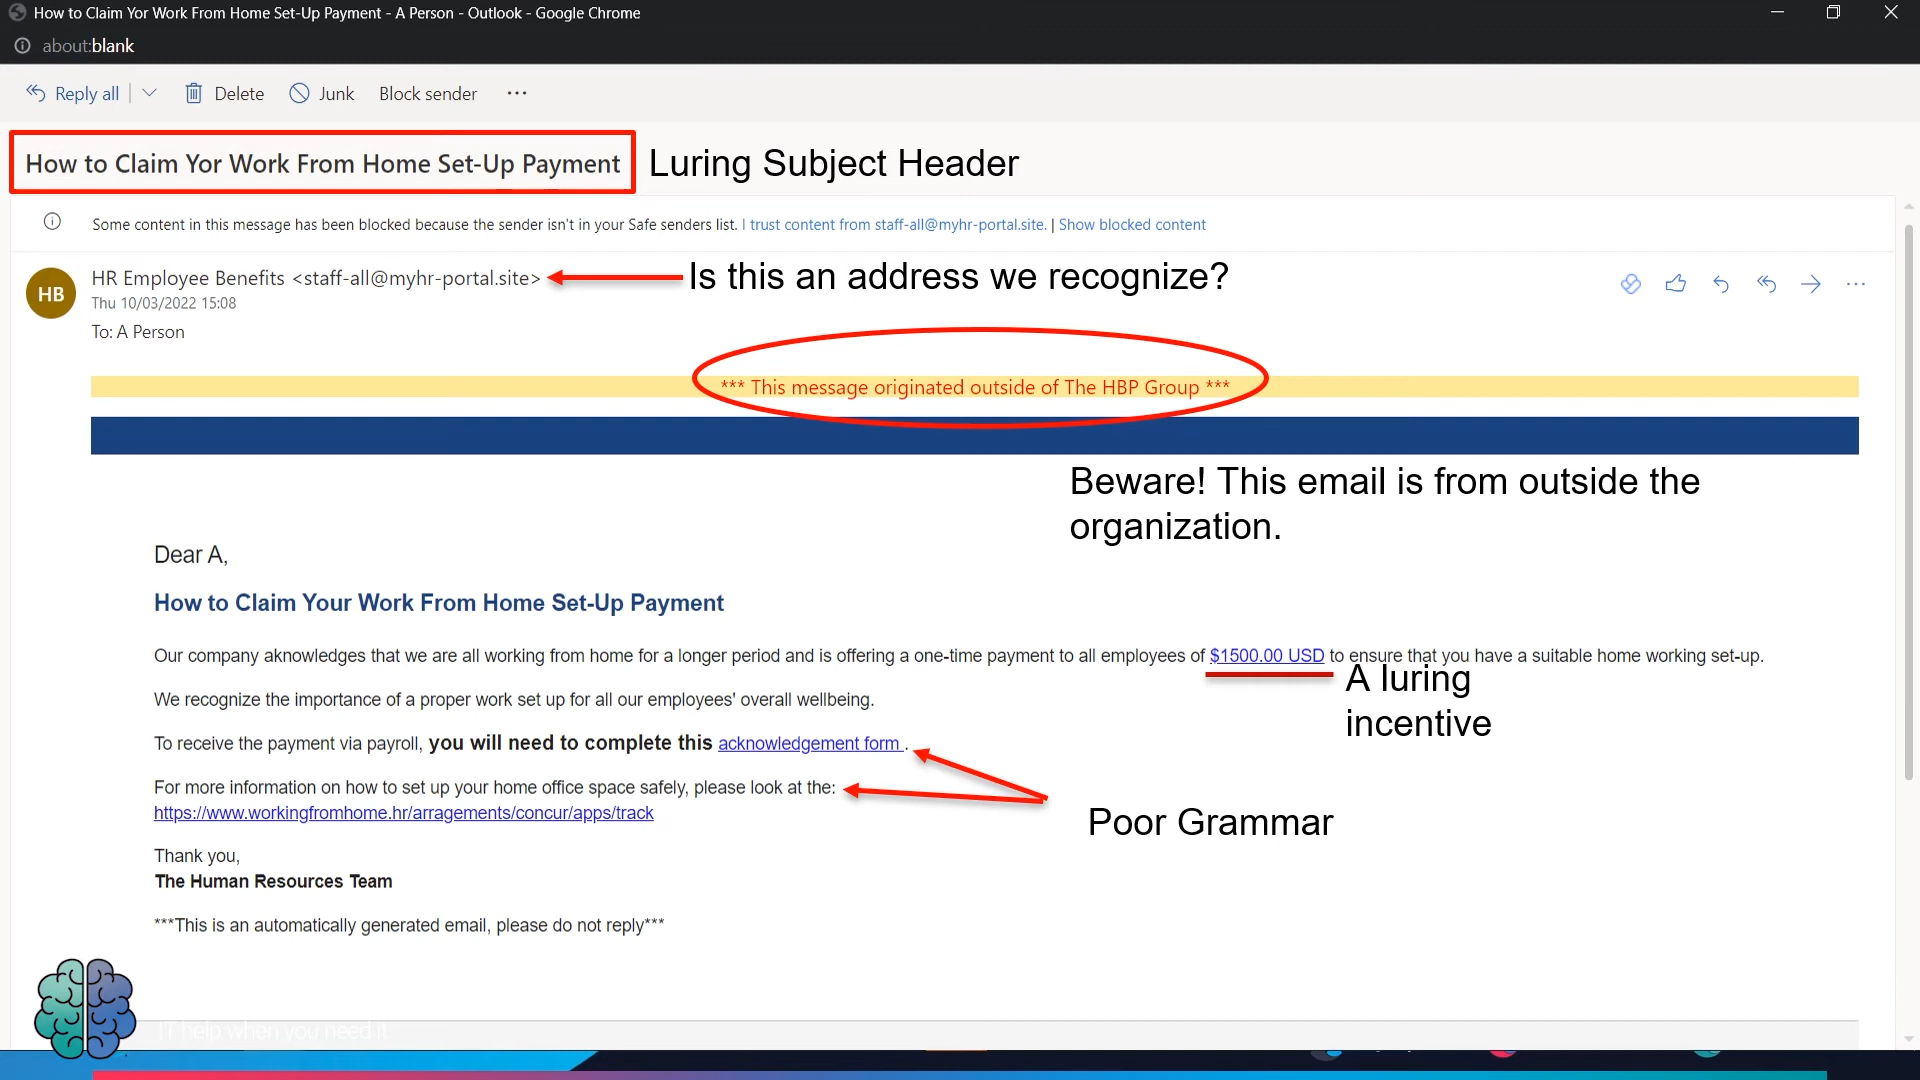 How to Claim Yor Work From Home Set-Up Payment - A Person - Outlook - Google Chrome
about:blank
Reply all Delete Junk Block sender ...
How to Claim Yor Work From Home Set-Up Payment Luring Subject Header
Some content in this message has been blocked because the sender isn't in your Safe senders list. I trust content from staff-all@myhr-portal.site. | Show blocked content
HB
HR Employee Benefits <staff-all@myhr-portal.site> Is this an address we recognize?
Thu 10/03/2022 15:08
To: A Person
*** This message originated outside of The HBP Group ***
Beware! This email is from outside the
organization.
Dear A,
How to Claim Your Work From Home Set-Up Payment
Our company aknowledges that we are all working from home for a longer period and is offering a one-time payment to all employees of $1500.00 USD to ensure that you have a suitable home working set-up.
A luring
incentive
We recognize the importance of a proper work set up for all our employees' overall wellbeing.
To receive the payment via payroll, you will need to complete this acknowledgement form .
For more information on how to set up your home office space safely, please look at the:
https://www.workingfromhome.hr/arragements/concur/apps/track
Poor Grammar
Thank you,
The Human Resources Team
***This is an automatically generated email, please do not reply***
IT help when you need it